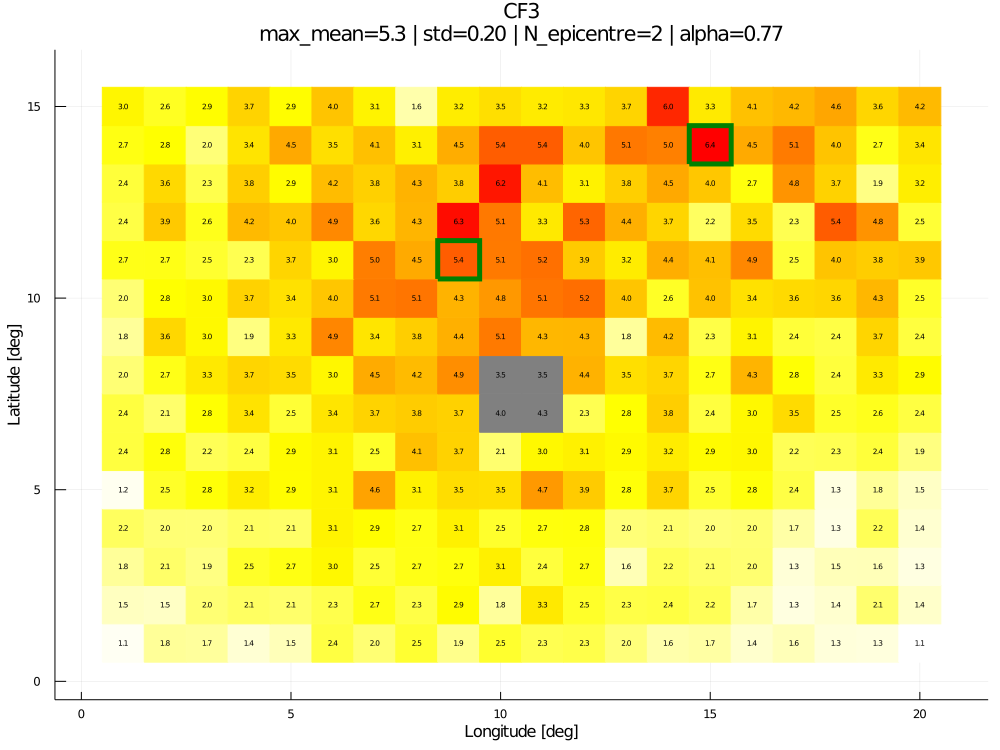 CF3
max_mean=5.3 | std=0.20 | N_epicentre=2 | alpha=0.77
15
3.0 2.6 2.9 3.7 2.9 4.0 3.1 1.6 3.2 3.5 3.2 3.3 3.7 6.0 3.3 4.1 4.2 4.6 3.6 4.2
2.7 2.8 2.0 3.4 4.5 3.5 4.1 3.1 4.5 5.4 5.4 4.0 5.1 5.0 6.4 4.5 5.1 4.0 2.7 3.4
2.4 3.6 2.3 3.8 2.9 4.2 3.8 4.3 3.8 6.2 4.1 3.1 3.8 4.5 4.0 2.7 4.8 3.7 1.9 3.2
2.4 3.9 2.6 4.2 4.0 4.9 3.6 4.3 6.3 5.1 3.3 5.3 4.4 3.7 2.2 3.5 2.3 5.4 4.8 2.5
2.7 2.7 2.5 2.3 3.7 3.0 5.0 4.5 5.4 5.1 5.2 3.9 3.2 4.4 4.1 4.9 2.5 4.0 3.8 3.9
10
2.0 2.8 3.0 3.7 3.4 4.0 5.1 5.1 4.3 4.8 5.1 5.2 4.0 2.6 4.0 3.4 3.6 3.6 4.3 2.5
1.8 3.6 3.0 1.9 3.3 4.9 3.4 3.8 4.4 5.1 4.3 4.3 1.8 4.2 2.3 3.1 2.4 2.4 3.7 2.4
2.0 2.7 3.3 3.7 3.5 3.0 4.5 4.2 4.9 3.5 3.5 4.4 3.5 3.7 2.7 4.3 2.8 2.4 3.3 2.9
2.4 2.1 2.8 3.4 2.5 3.4 3.7 3.8 3.7 4.0 4.3 2.3 2.8 3.8 2.4 3.0 3.5 2.5 2.6 2.4
2.4 2.8 2.2 2.4 2.9 3.1 2.5 4.1 3.7 2.1 3.0 3.1 2.9 3.2 2.9 3.0 2.2 2.3 2.4 1.9
5
1.2 2.5 2.8 3.2 2.9 3.1 4.6 3.1 3.5 3.5 4.7 3.9 2.8 3.7 2.5 2.8 2.4 1.3 1.8 1.5
2.2 2.0 2.0 2.1 2.1 3.1 2.9 2.7 3.1 2.5 2.7 2.8 2.0 2.1 2.0 2.0 1.7 1.3 2.2 1.4
1.8 2.1 1.9 2.5 2.7 3.0 2.5 2.7 2.7 3.1 2.4 2.7 1.6 2.2 2.1 2.0 1.3 1.5 1.6 1.3
1.5 1.5 2.0 2.1 2.1 2.3 2.7 2.3 2.9 1.8 3.3 2.5 2.3 2.4 2.2 1.7 1.3 1.4 2.1 1.4
1.1 1.8 1.7 1.4 1.5 2.4 2.0 2.5 1.9 2.5 2.3 2.3 2.0 1.6 1.7 1.4 1.6 1.3 1.3 1.1
0
Latitude [deg]
0 5 10 15 20
Longitude [deg]